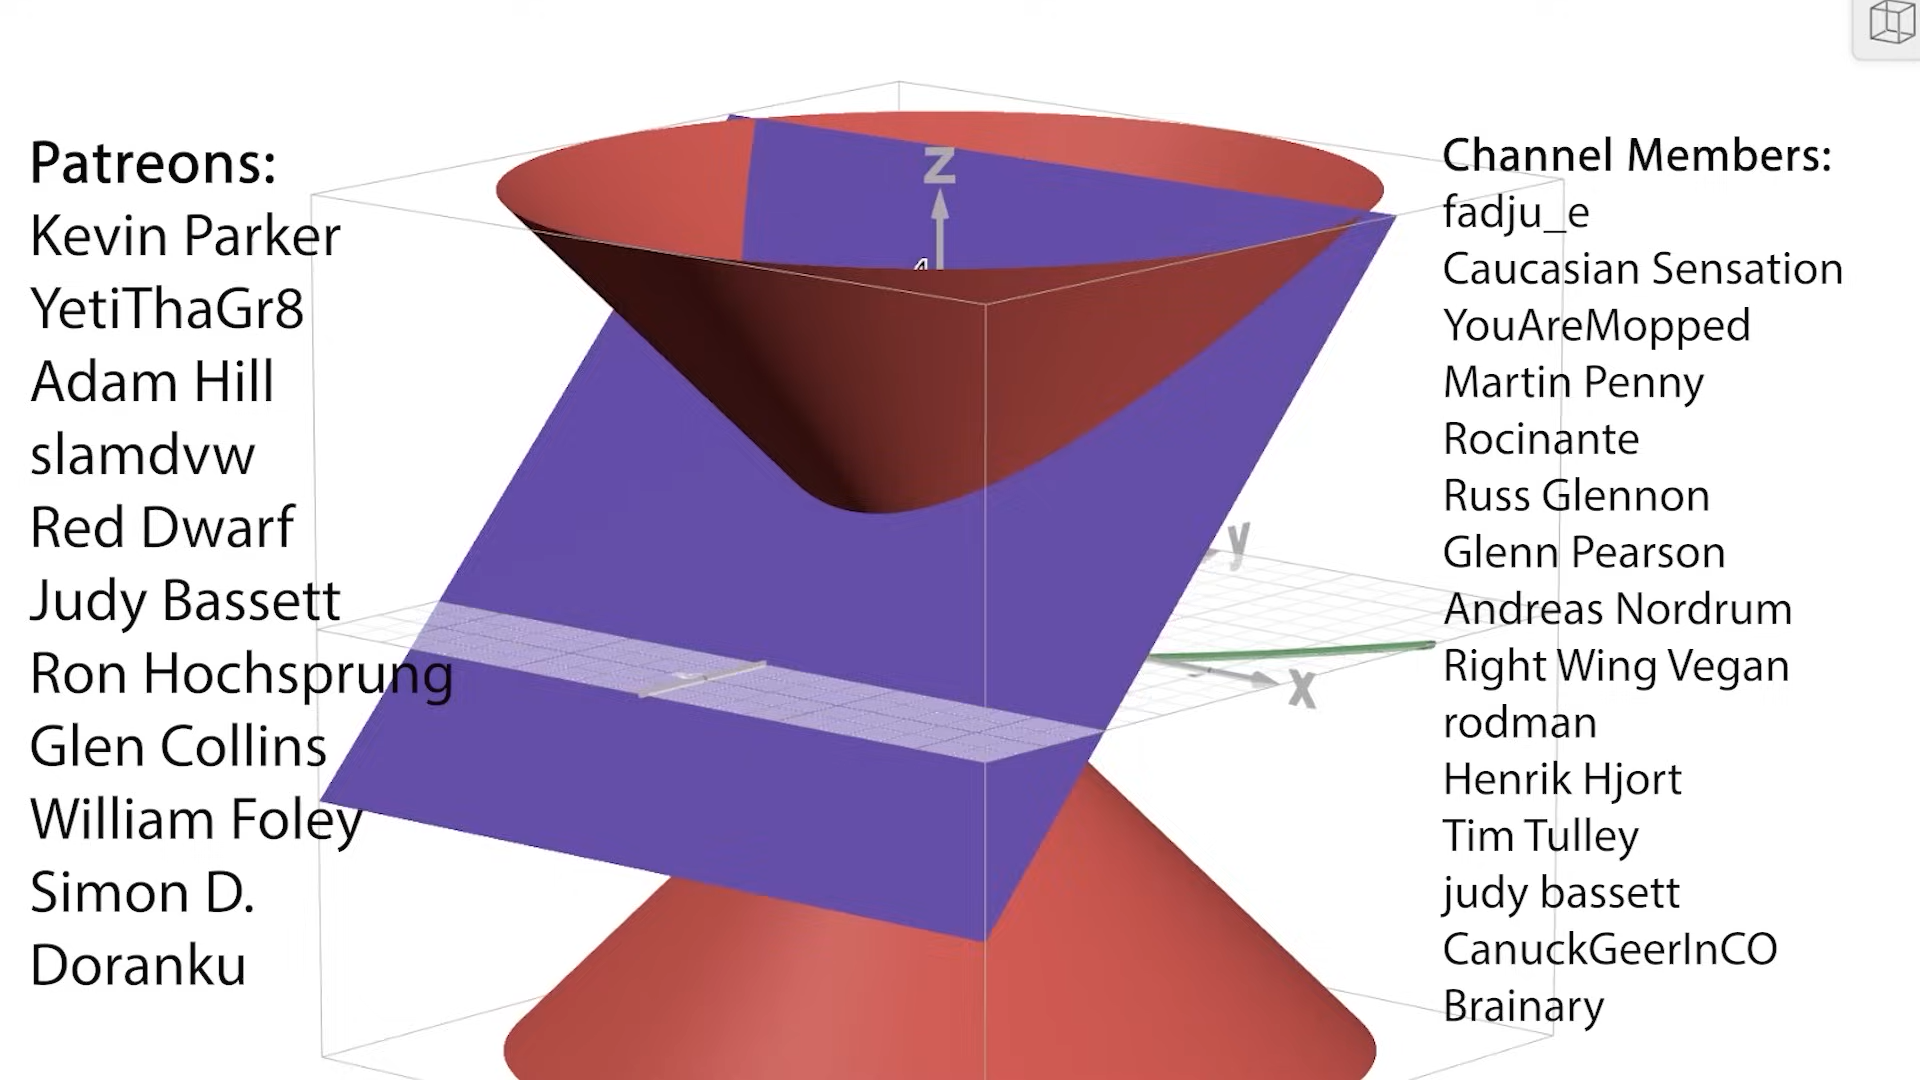 Patreons:
Kevin Parker
YetiThaGr8
Adam Hill
slamdvw
Red Dwarf
Judy Bassett
Ron Hochsprung
Glen Collins
William Foley
Simon D.
Doranku
z
4
y
x
Channel Members:
fadju_e
Caucasian Sensation
YouAreMopped
Martin Penny
Rocinante
Russ Glennon
Glenn Pearson
Andreas Nordrum
Right Wing Vegan
rodman
Henrik Hjort
Tim Tulley
judy bassett
CanuckGeerInCO
Brainary